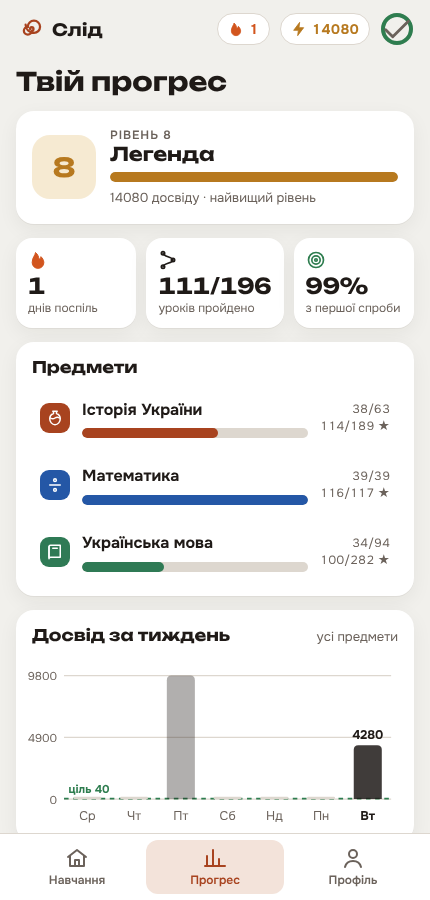 Слід
1
14080
Твій прогрес
8
РІВЕНЬ 8
Легенда
14080 досвіду · найвищий рівень
1
днів поспіль
111/196
уроків пройдено
99%
з першої спроби
Предмети
Історія України
38/63
114/189 ★
Математика
39/39
116/117 ★
Українська мова
34/94
100/282 ★
Досвід за тиждень
усі предмети
9800
4900
0
ціль 40
4280
Ср Чт Пт Сб Нд Пн Вт
Навчання Прогрес Профіль